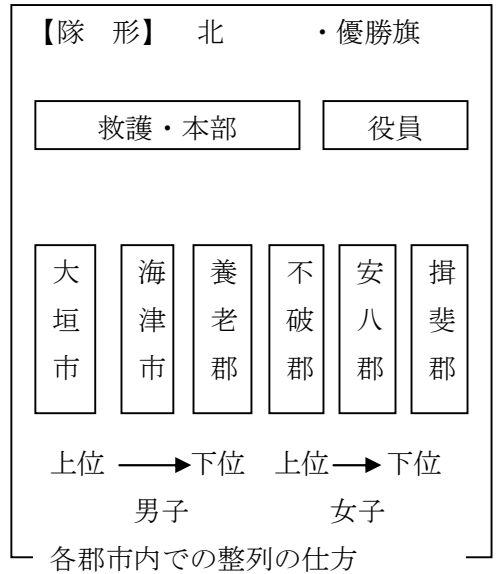 【隊　形】　北　・優勝旗
救護・本部　役員
大垣市
海津市
養老郡
不破郡
安八郡
揖斐郡
上位　→　下位　上位　→　下位
男子　女子
各郡市内での整列の仕方